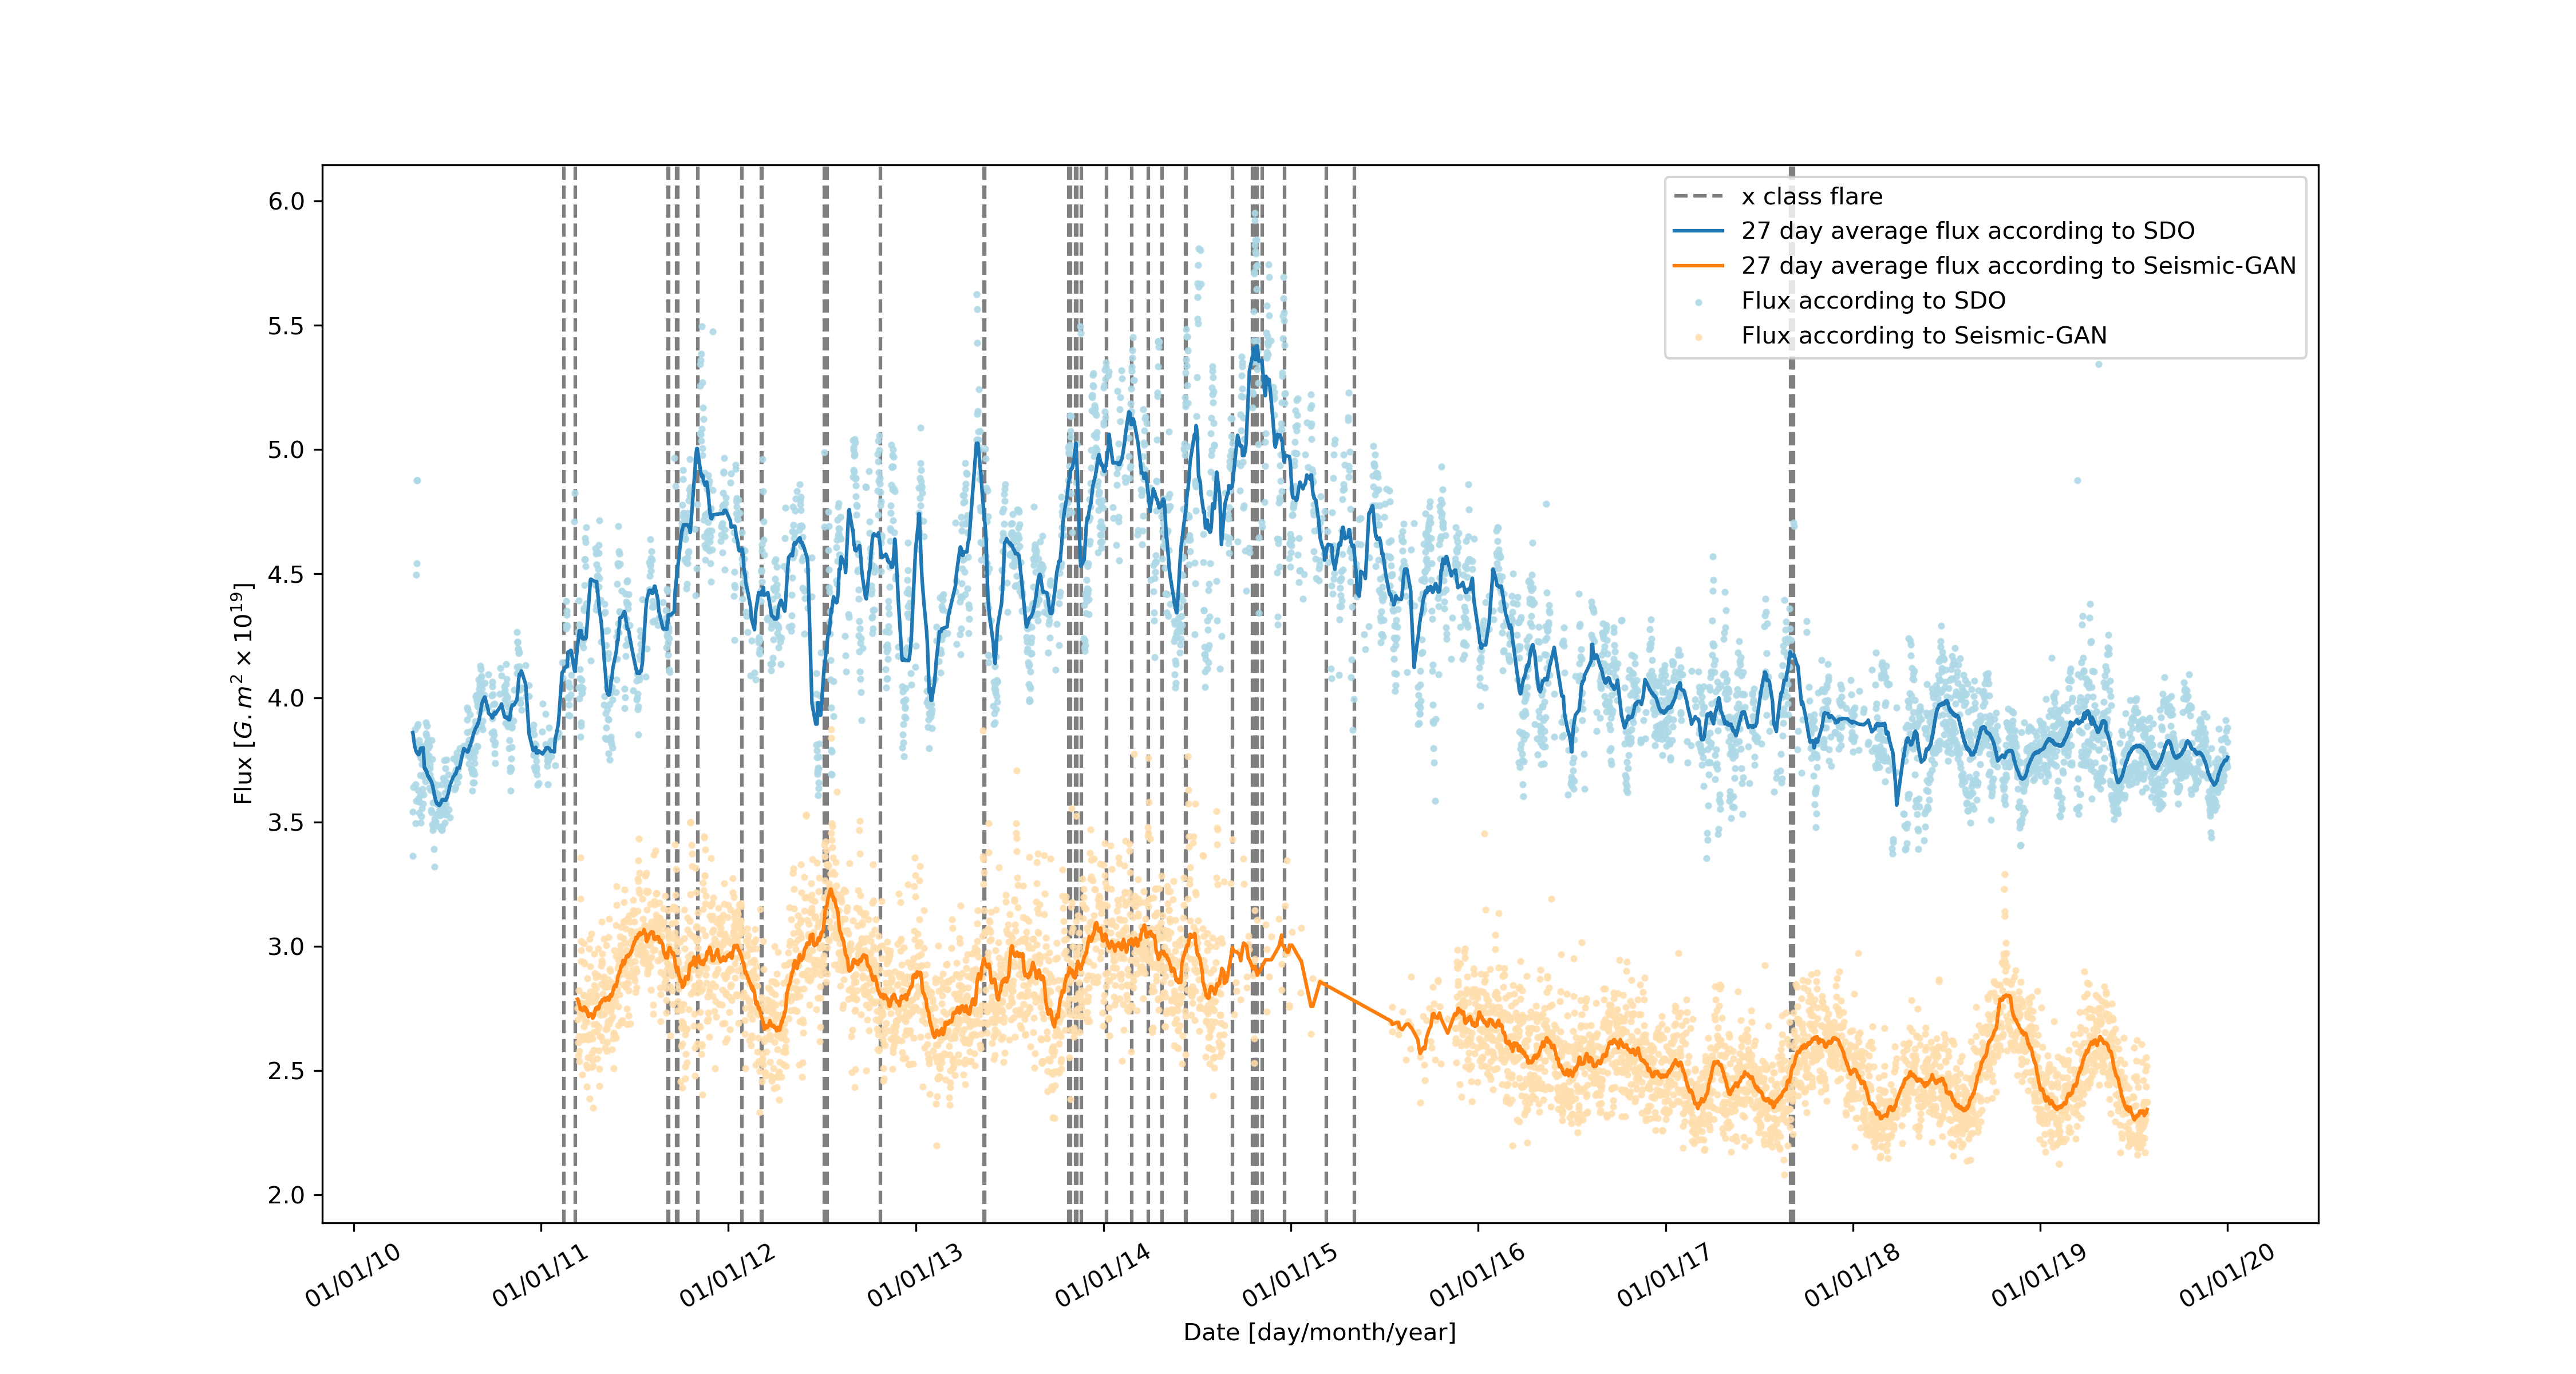 x class flare
27 day average flux according to SDO
27 day average flux according to Seismic-GAN
Flux according to SDO
Flux according to Seismic-GAN
6.0
5.5
5.0
4.5
4.0
3.5
3.0
2.5
2.0
Flux [G. m² × 10¹⁹]
01/01/10
01/01/11
01/01/12
01/01/13
01/01/14
01/01/15
01/01/16
01/01/17
01/01/18
01/01/19
01/01/20
Date [day/month/year]